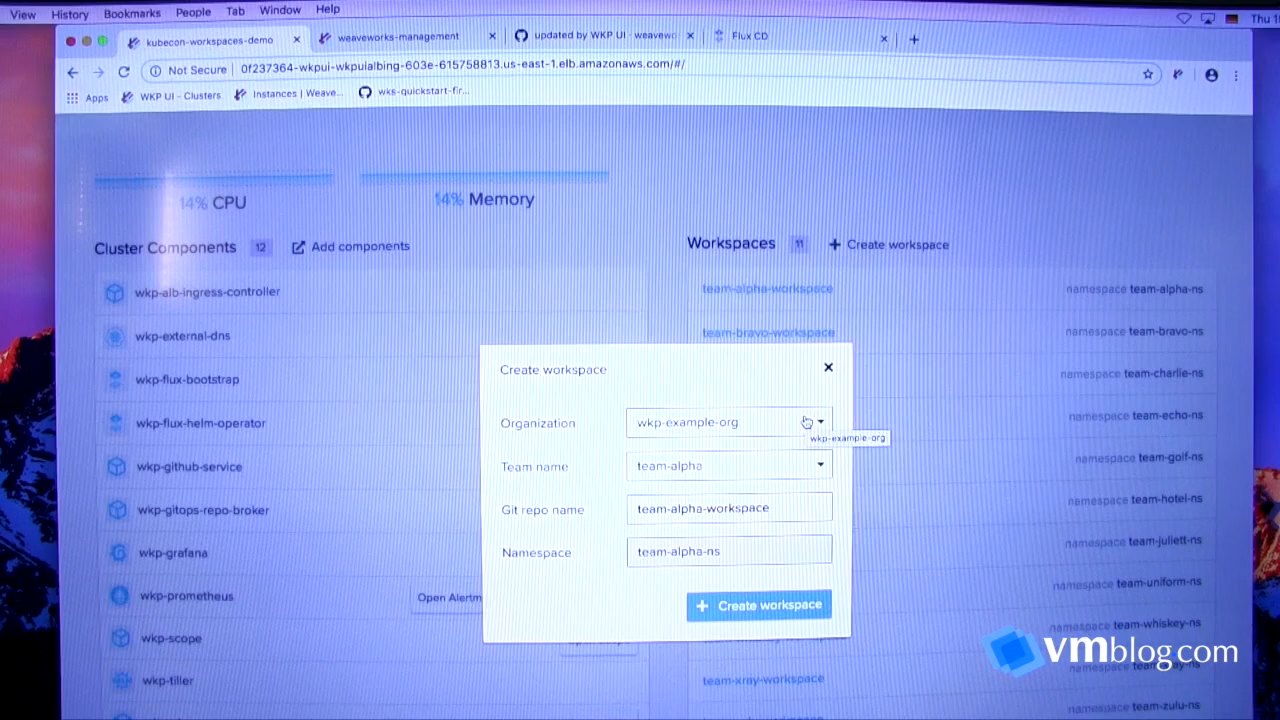 View History Bookmarks People Tab Window Help
kubecon-workspaces-demo
weaveworks-management
updated by WKP UI · weavew
Flux CD
Not Secure 0f237364-wkpui-wkpuialbing-603e-615758813.us-east-1.elb.amazonaws.com/#/
Apps WKP UI - Clusters Instances | Weave... wks-quickstart-fir...
14% CPU
14% Memory
Cluster Components 12 Add components
Workspaces 11 + Create workspace
wkp-alb-ingress-controller
team-alpha-workspace namespace team-alpha-ns
wkp-external-dns
team-bravo-workspace namespace team-bravo-ns
wkp-flux-bootstrap
namespace team-charlie-ns
wkp-flux-helm-operator
namespace team-echo-ns
wkp-github-service
namespace team-golf-ns
wkp-gitops-repo-broker
namespace team-hotel-ns
wkp-grafana
namespace team-juliett-ns
wkp-prometheus Open Alertm
namespace team-uniform-ns
wkp-scope
namespace team-whiskey-ns
wkp-tiller
team-xray-workspace
namespace team-zulu-ns
Create workspace
Organization wkp-example-org
wkp-example-org
Team name team-alpha
Git repo name team-alpha-workspace
Namespace team-alpha-ns
+ Create workspace
vmblog.com